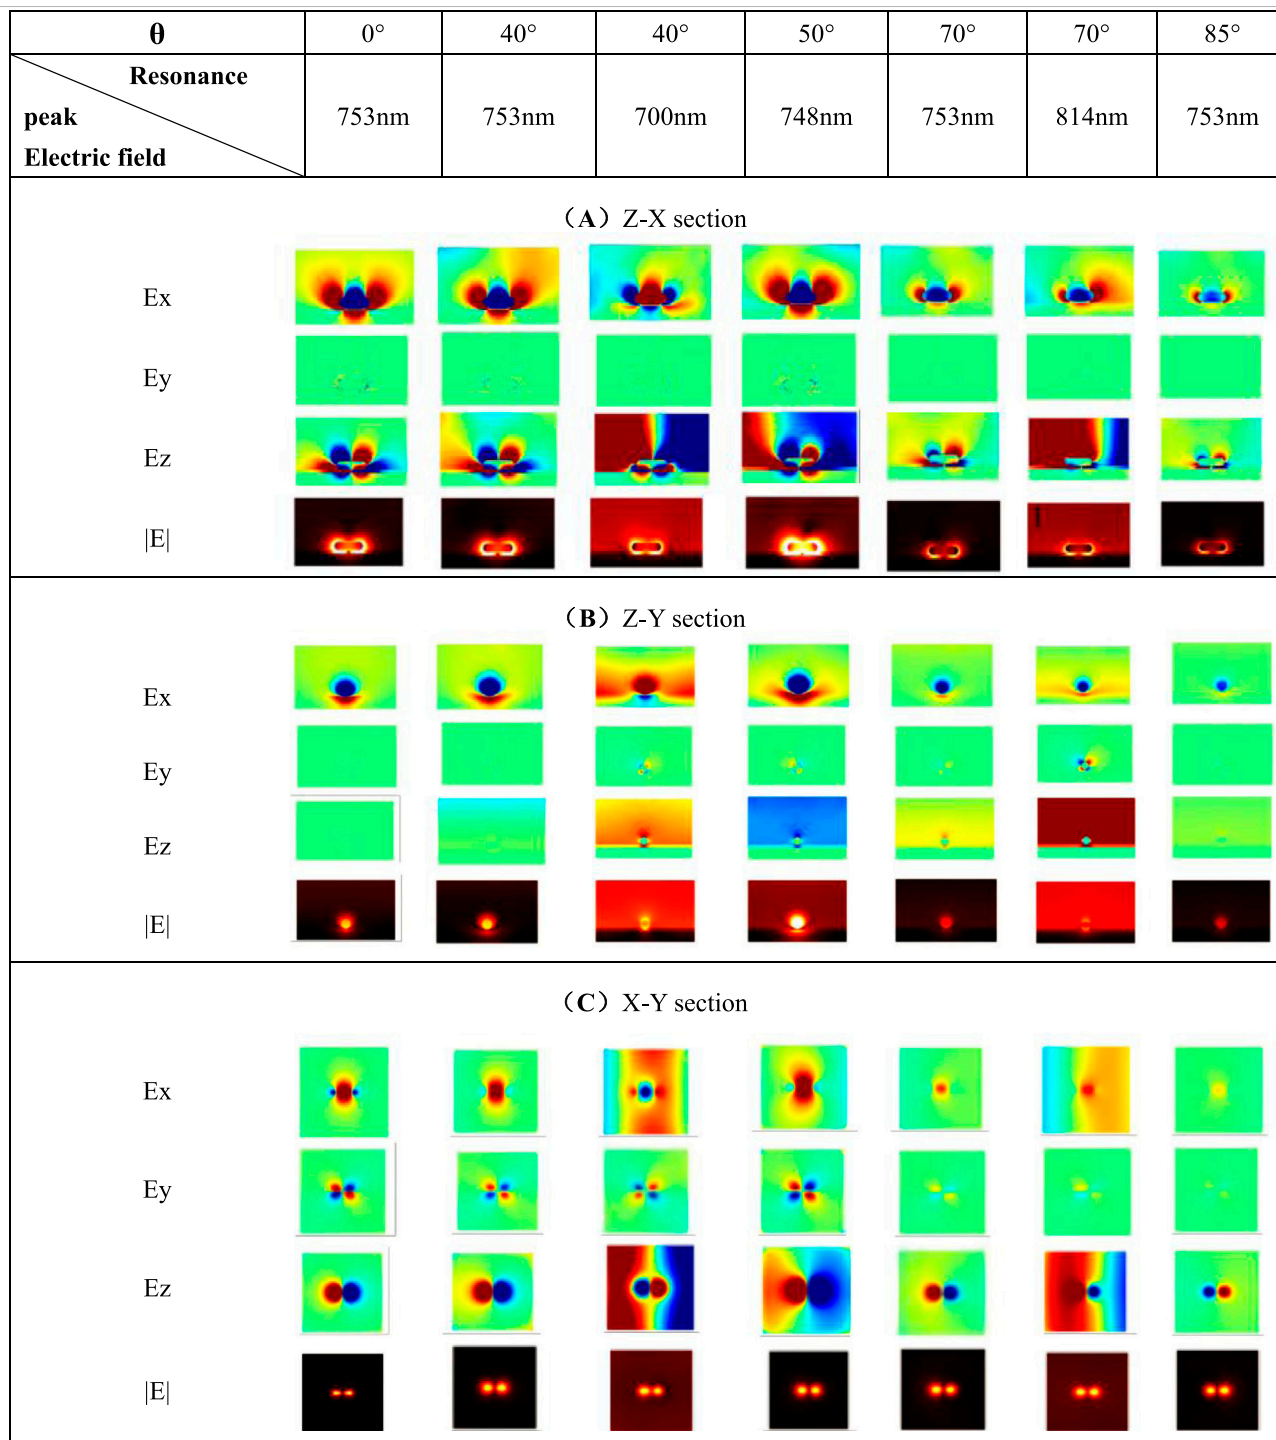 θ 0° 40° 40° 50° 70° 70° 85°
Resonance
peak 753nm 753nm 700nm 748nm 753nm 814nm 753nm
Electric field
（A）Z-X section
Ex
Ey
Ez
|E|
（B）Z-Y section
Ex
Ey
Ez
|E|
（C）X-Y section
Ex
Ey
Ez
|E|